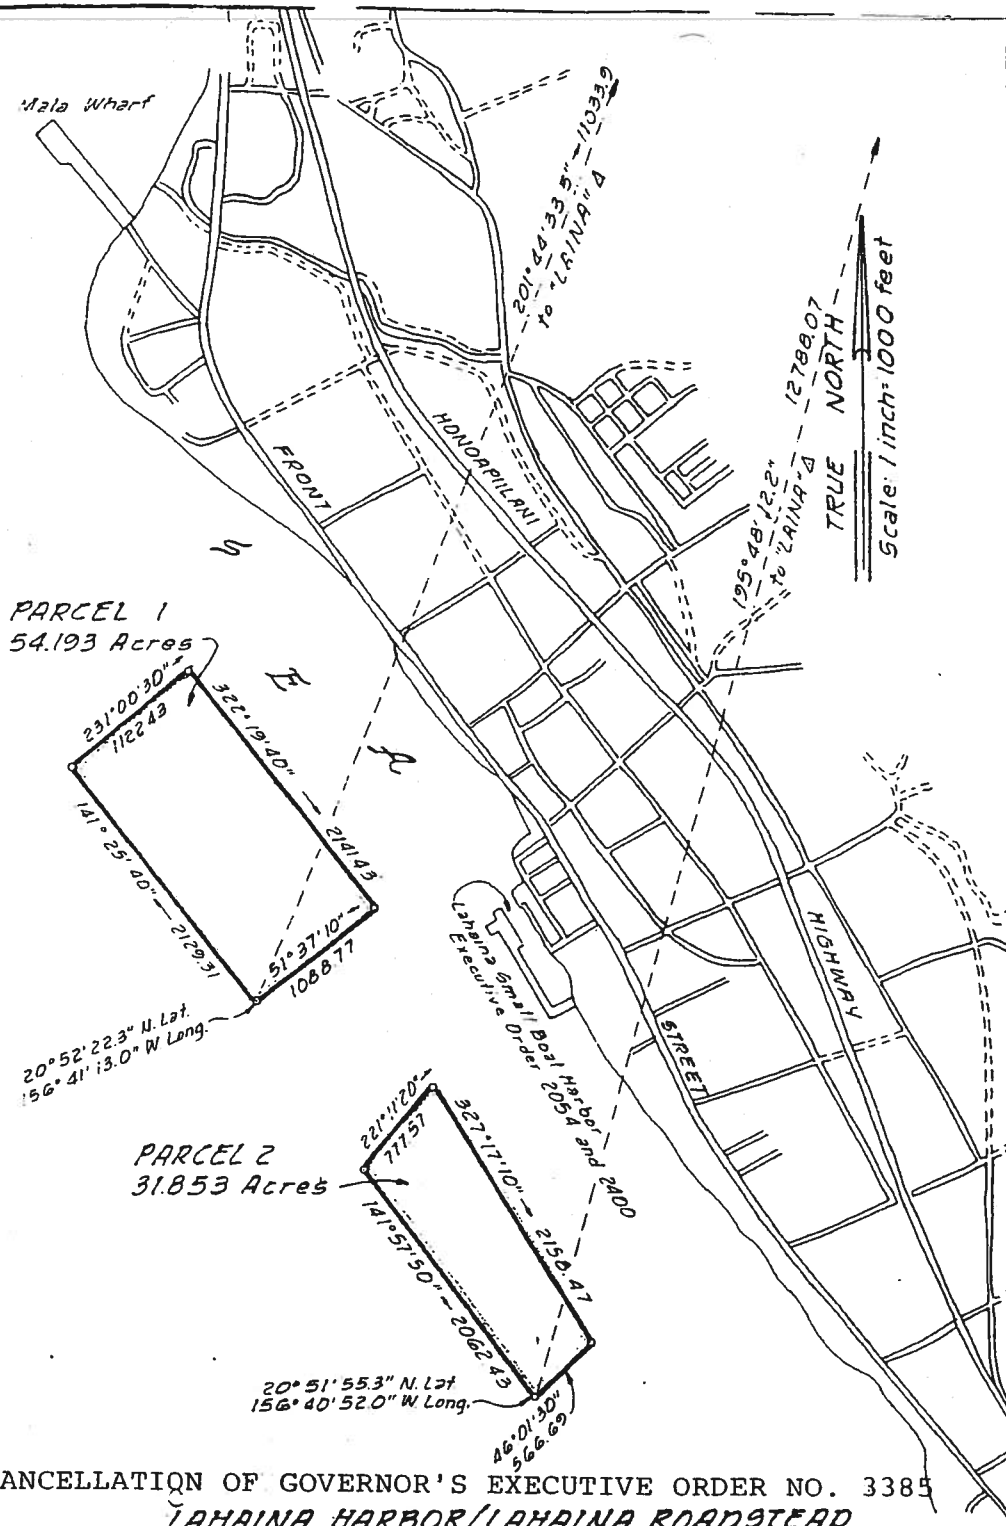 Mala Wharf
201°44'33.5" — 11033.9
to "LAINA" Δ
12788.07
195°48'12.2"
to "LAINA" Δ
TRUE NORTH
Scale: 1 inch = 1000 feet
HONOAPIILANI
FRONT
S
E
A
PARCEL 1
54.193 Acres
231°00'30"
1122.43
322°19'40" — 2141.43
141° 25' 40" — 2129.31
51°37'10"
1088.77
20°52'22.3" N. Lat.
156° 41' 13.0" W Long.
Lahaina Small Boat Harbor
Executive Order 2054 and 2400
HIGHWAY
STREET
221°11'20"
777.57
327°17'10" — 2158.47
PARCEL 2
31.853 Acres
141°57'50" — 2062.43
20° 51' 55.3" N. Lat
156° 40' 52.0" W. Long.
46°01'30"
566.69
ANCELLATION OF GOVERNOR'S EXECUTIVE ORDER NO. 3385
LAHAINA HARBOR/LAHAINA ROADSTEAD